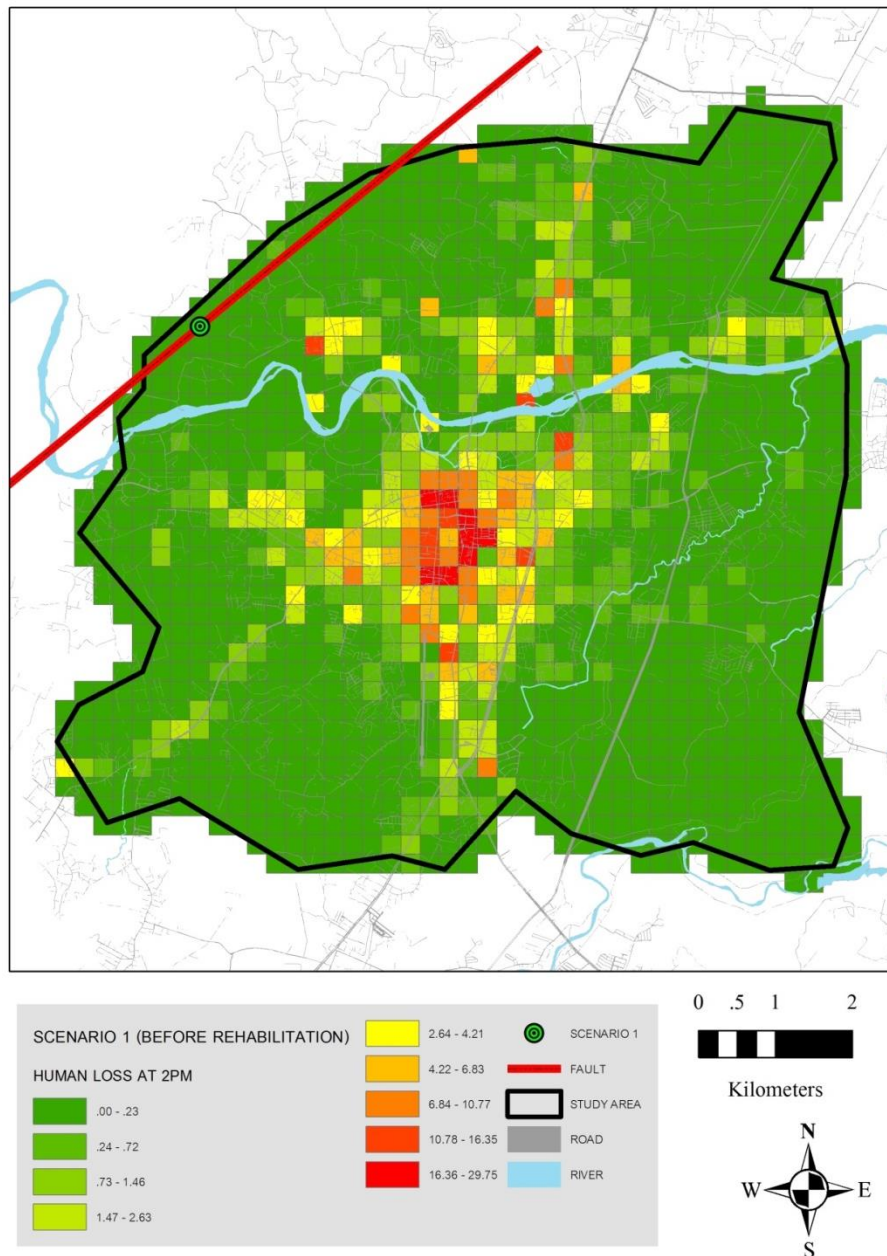 SCENARIO 1 (BEFORE REHABILITATION)
HUMAN LOSS AT 2PM
.00 - .23
.24 - .72
.73 - 1.46
1.47 - 2.63
2.64 - 4.21
4.22 - 6.83
6.84 - 10.77
10.78 - 16.35
16.36 - 29.75
SCENARIO 1
FAULT
STUDY AREA
ROAD
RIVER
0 .5 1 2
Kilometers
N
W E
S